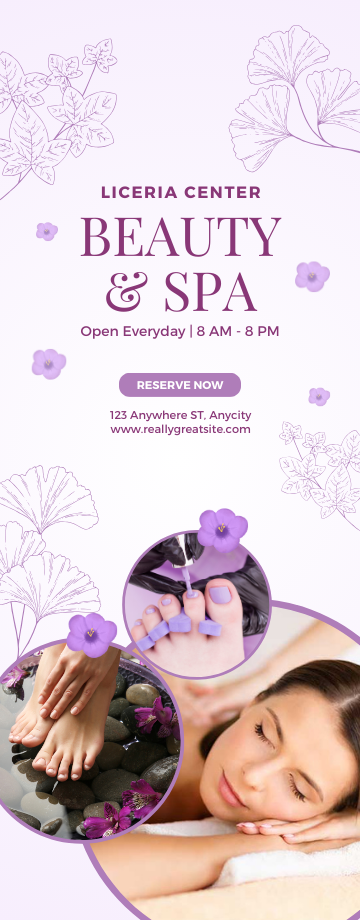 LICERIA CENTER
BEAUTY
& SPA
Open Everyday | 8 AM - 8 PM
RESERVE NOW
123 Anywhere ST, Anycity
www.reallygreatsite.com